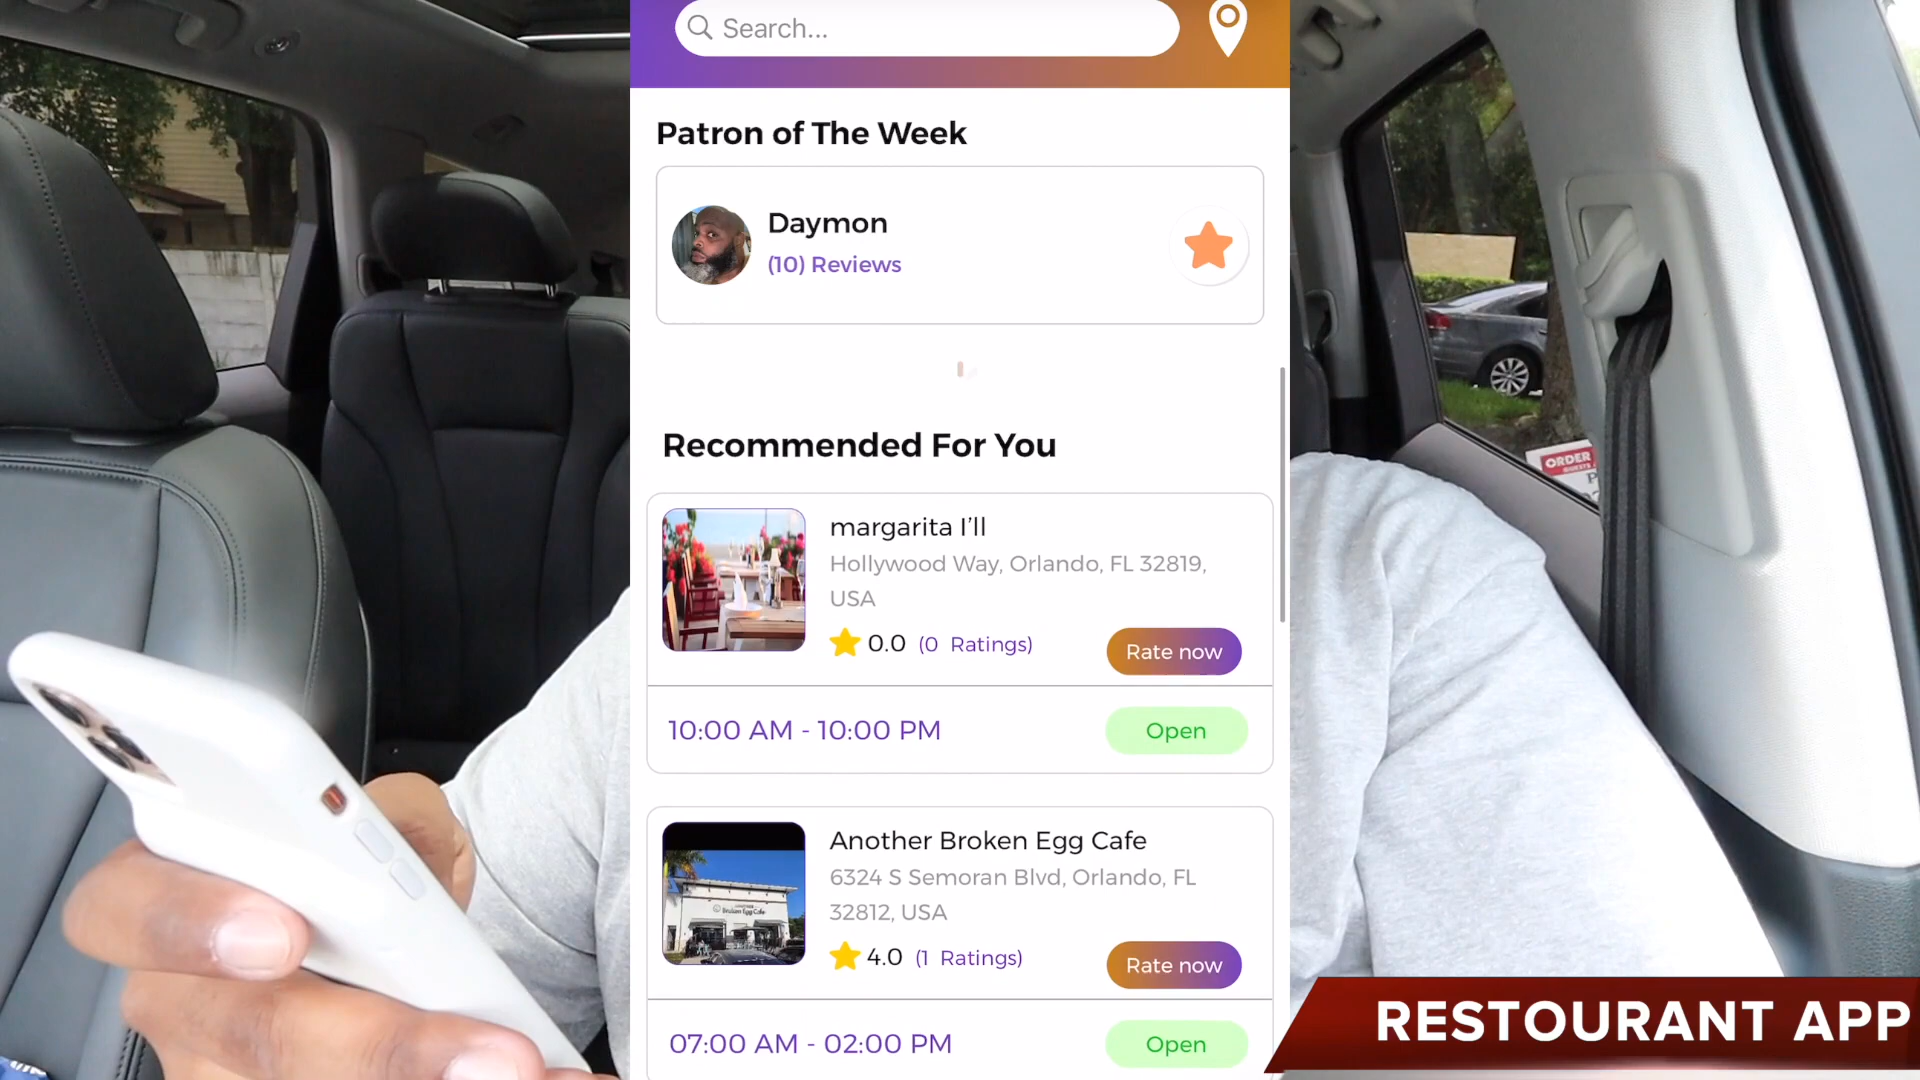 Search...
Patron of The Week
Daymon
(10) Reviews
Recommended For You
margarita I'll
Hollywood Way, Orlando, FL 32819,
USA
0.0 (0 Ratings)
Rate now
10:00 AM - 10:00 PM
Open
Another Broken Egg Cafe
6324 S Semoran Blvd, Orlando, FL
32812, USA
4.0 (1 Ratings)
Rate now
07:00 AM - 02:00 PM
Open
Broken Egg Cafe
ORDER
RESTOURANT APP